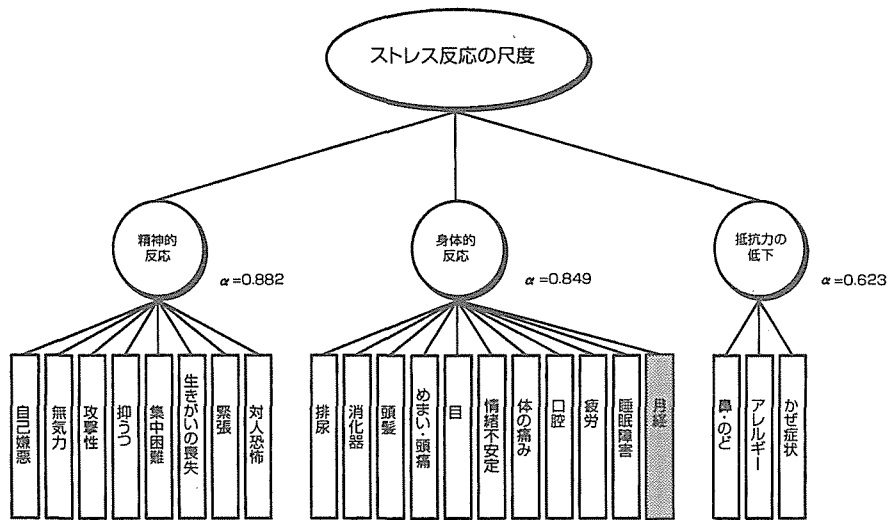 ストレス反応の尺度
精神的
反応
α=0.882
身体的
反応
α=0.849
抵抗力の
低下
α=0.623
自己嫌悪
無気力
攻撃性
抑うつ
集中困難
生きがいの喪失
緊張
対人恐怖
排尿
消化器
頭髪
めまい・頭痛
目
情緒不安定
体の痛み
口腔
疲労
睡眠障害
月経
鼻・のど
アレルギー
かぜ症状